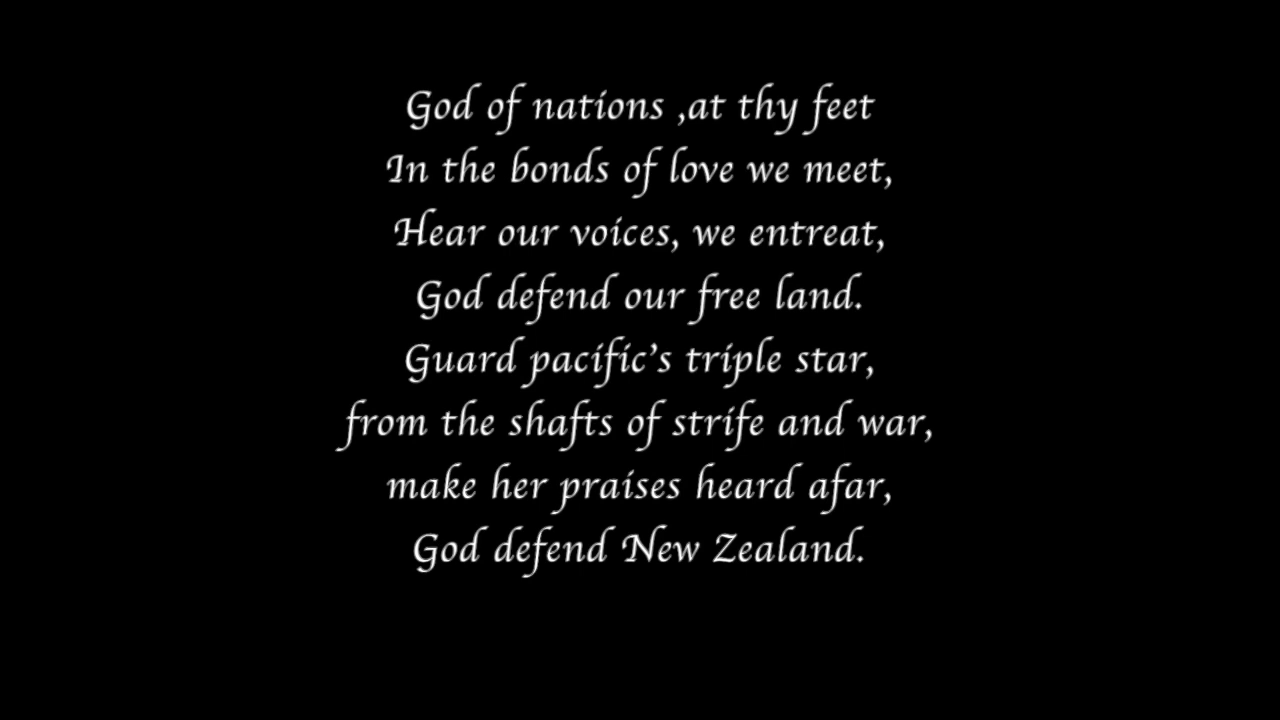 God of nations ,at thy feet
In the bonds of love we meet,
Hear our voices, we entreat,
God defend our free land.
Guard pacific's triple star,
from the shafts of strife and war,
make her praises heard afar,
God defend New Zealand.